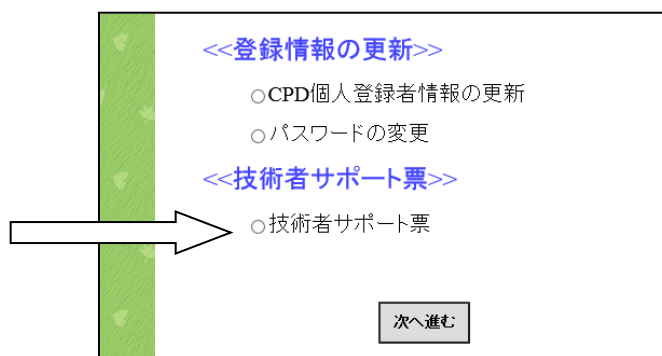 <<登録情報の更新>>
CPD個人登録者情報の更新
パスワードの変更
<<技術者サポート票>>
技術者サポート票
次へ進む